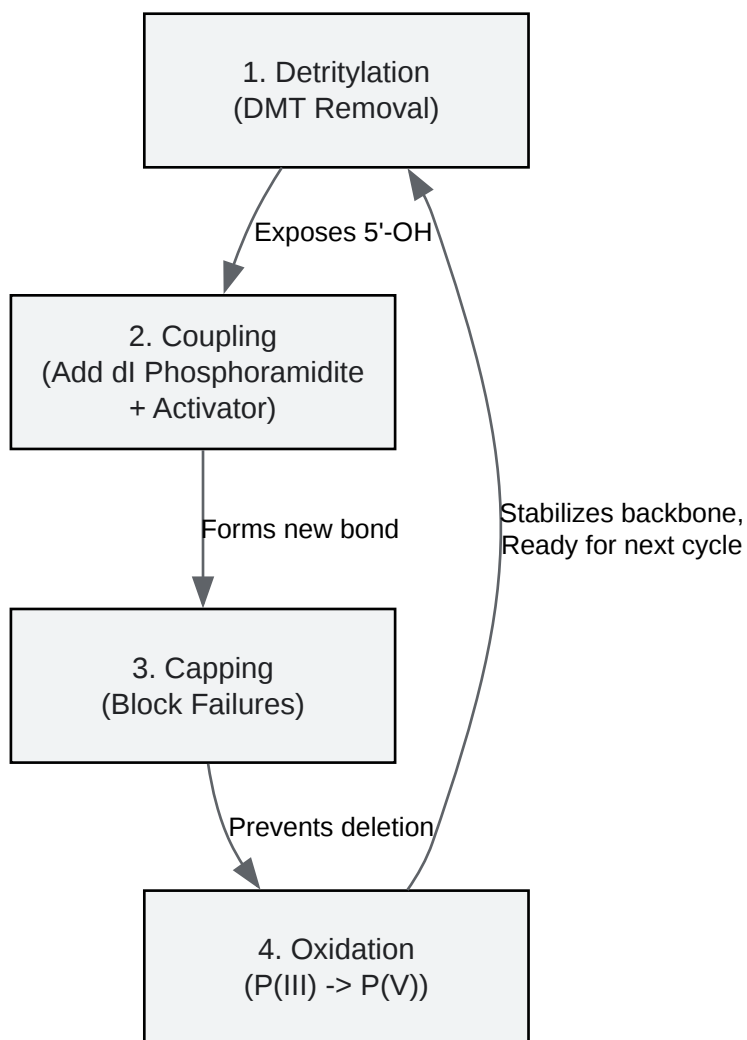 1. Detritylation
(DMT Removal)
Exposes 5'-OH
2. Coupling
(Add dI Phosphoramidite
+ Activator)
Forms new bond
Stabilizes backbone,
Ready for next cycle
3. Capping
(Block Failures)
Prevents deletion
4. Oxidation
(P(III) -> P(V))